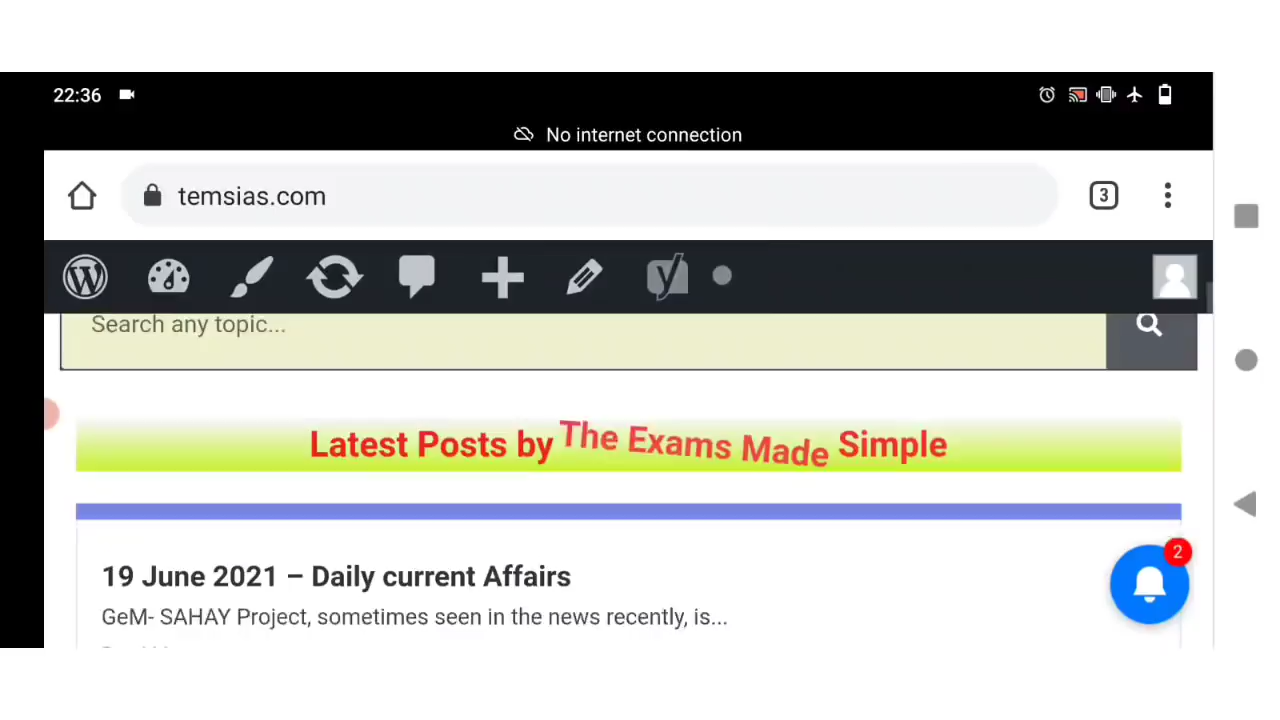 22:36
No internet connection
temsias.com
3
Search any topic...
Latest Posts by The Exams Made Simple
19 June 2021 – Daily current Affairs
2
GeM- SAHAY Project, sometimes seen in the news recently, is...